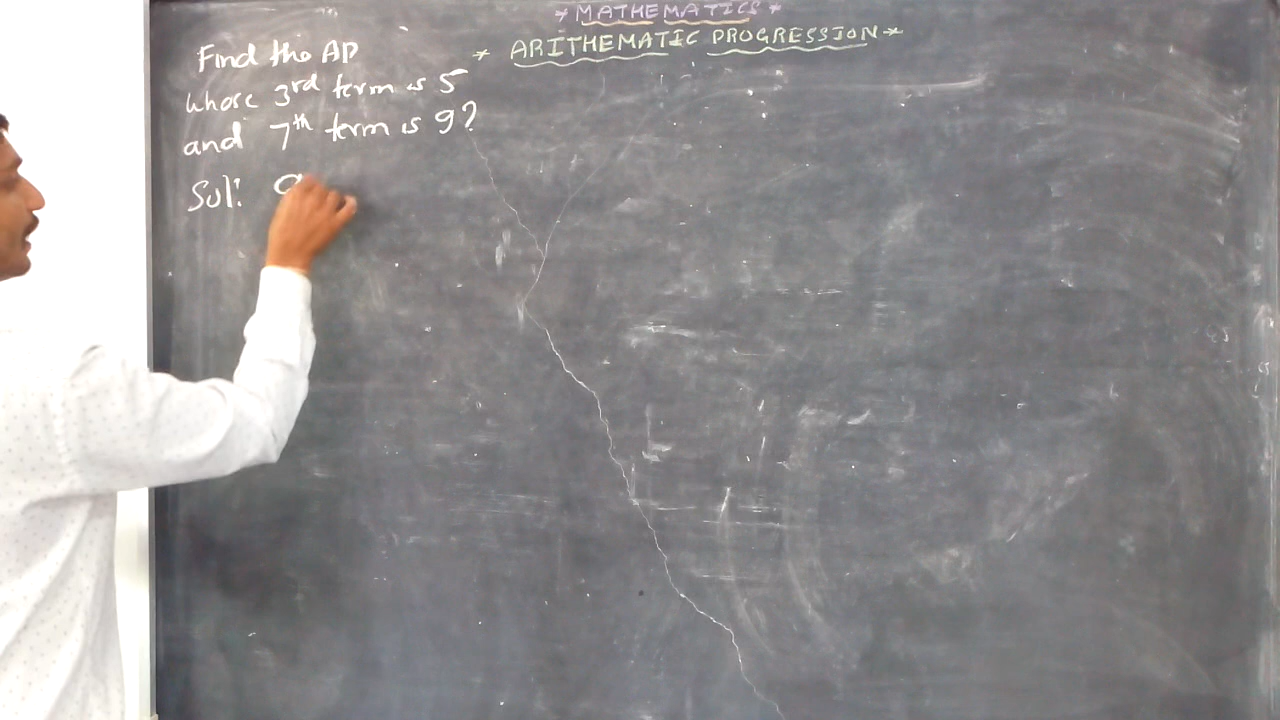 * MATHEMATICS *
* ARITHEMATIC PROGRESSION *
Find the AP
whose 3rd term is 5
and 7th term is 9?
Sol: a